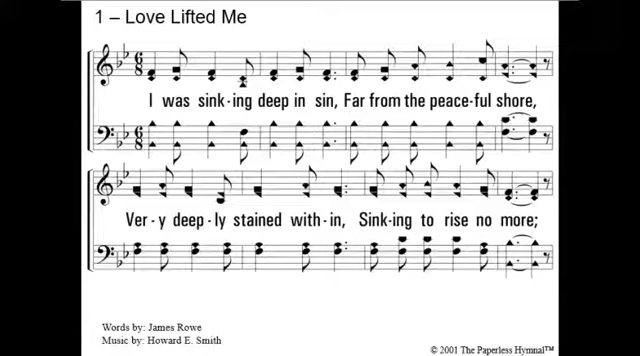 1 – Love Lifted Me
I was sink-ing deep in sin, Far from the peace-ful shore,
Ver-y deep-ly stained with-in, Sink-ing to rise no more;
Words by: James Rowe
Music by: Howard E. Smith
© 2001 The Paperless Hymnal™